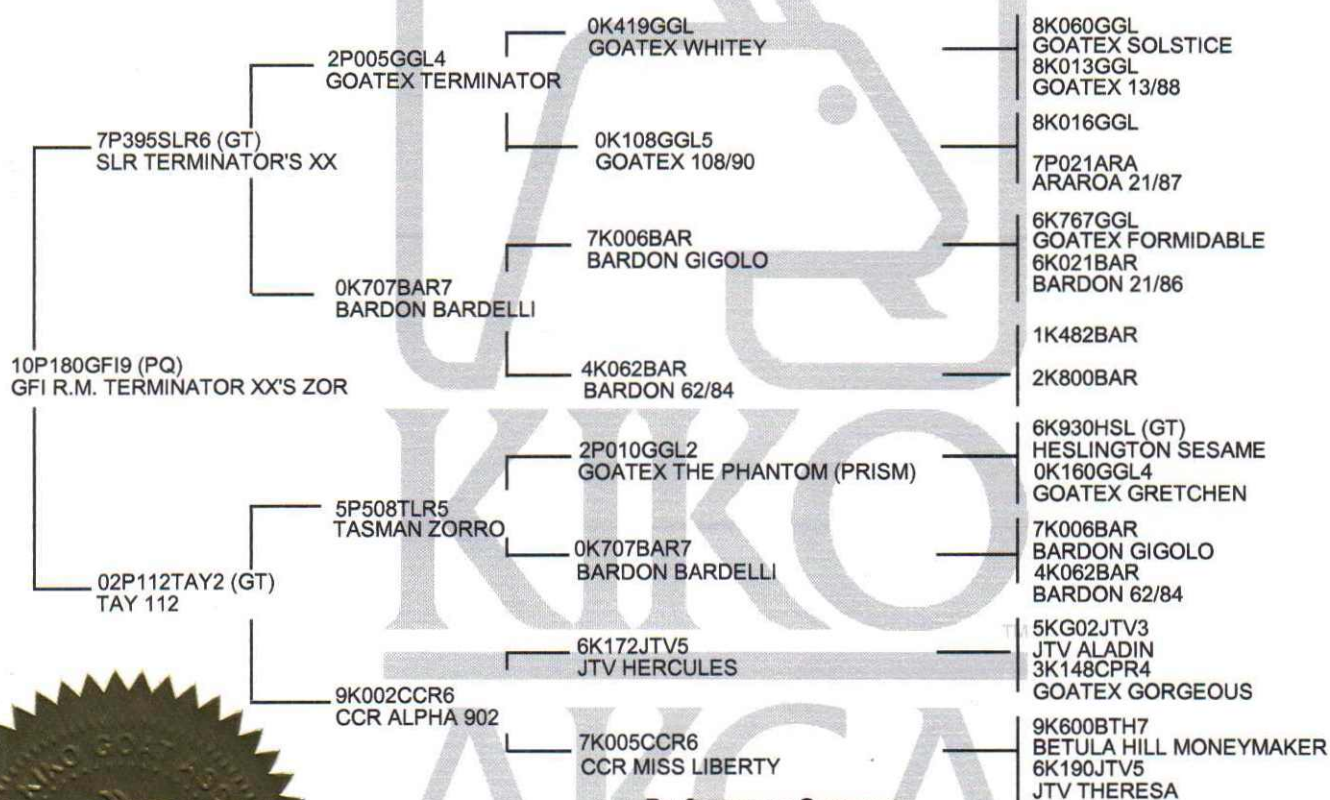 0K419GGL
GOATEX WHITEY
8K060GGL
GOATEX SOLSTICE
8K013GGL
GOATEX 13/88
2P005GGL4
GOATEX TERMINATOR
0K108GGL5
GOATEX 108/90
8K016GGL
7P021ARA
ARAROA 21/87
7P395SLR6 (GT)
SLR TERMINATOR'S XX
7K006BAR
BARDON GIGOLO
6K767GGL
GOATEX FORMIDABLE
6K021BAR
BARDON 21/86
0K707BAR7
BARDON BARDELLI
4K062BAR
BARDON 62/84
1K482BAR
2K800BAR
10P180GFI9 (PQ)
GFI R.M. TERMINATOR XX'S ZOR
2P010GGL2
GOATEX THE PHANTOM (PRISM)
6K930HSL (GT)
HESLINGTON SESAME
0K160GGL4
GOATEX GRETCHEN
5P508TLR5
TASMAN ZORRO
0K707BAR7
BARDON BARDELLI
7K006BAR
BARDON GIGOLO
4K062BAR
BARDON 62/84
02P112TAY2 (GT)
TAY 112
6K172JTV5
JTV HERCULES
5KG02JTV3
JTV ALADIN
3K148CPR4
GOATEX GORGEOUS
9K002CCR6
CCR ALPHA 902
7K005CCR6
CCR MISS LIBERTY
9K600BTH7
BETULA HILL MONEYMAKER
6K190JTV5
JTV THERESA
KIKO
TM
AKGA
KIKO GOAT